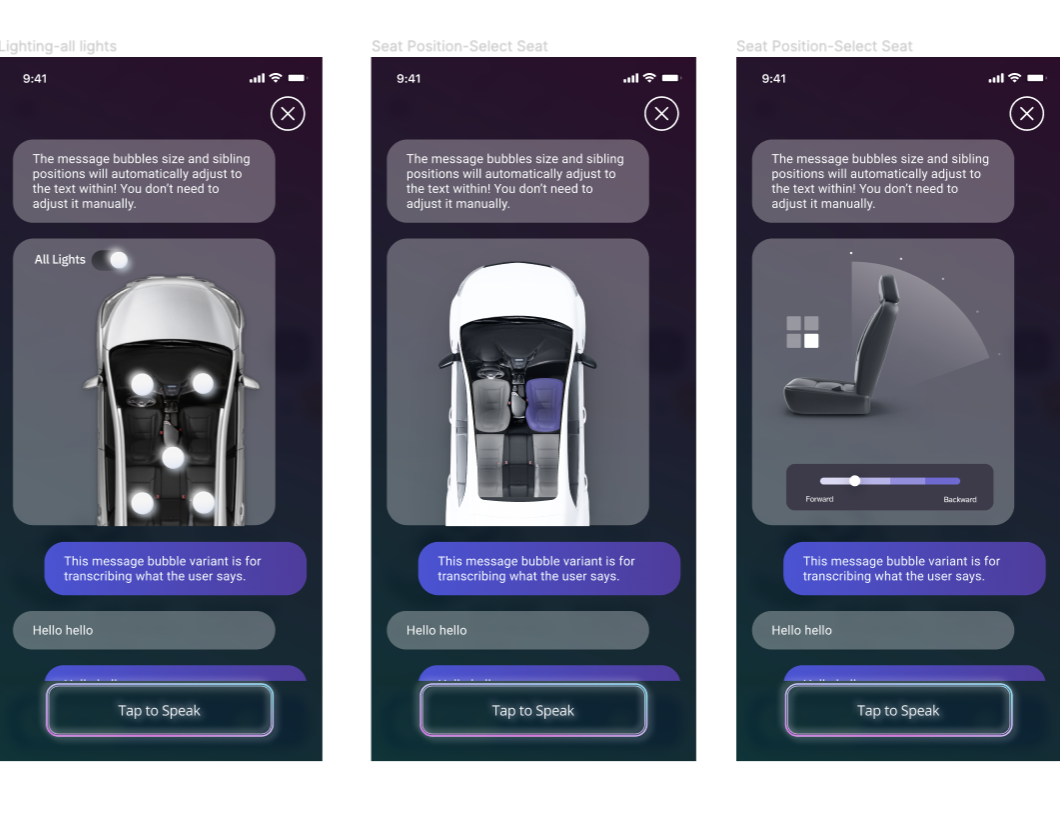 Lighting-all lights
9:41
The message bubbles size and sibling
positions will automatically adjust to
the text within! You don't need to
adjust it manually.
All Lights
This message bubble variant is for
transcribing what the user says.
Hello hello
Tap to Speak
Seat Position-Select Seat
9:41
The message bubbles size and sibling
positions will automatically adjust to
the text within! You don't need to
adjust it manually.
This message bubble variant is for
transcribing what the user says.
Hello hello
Tap to Speak
Seat Position-Select Seat
9:41
The message bubbles size and sibling
positions will automatically adjust to
the text within! You don't need to
adjust it manually.
Forward
Backward
This message bubble variant is for
transcribing what the user says.
Hello hello
Tap to Speak